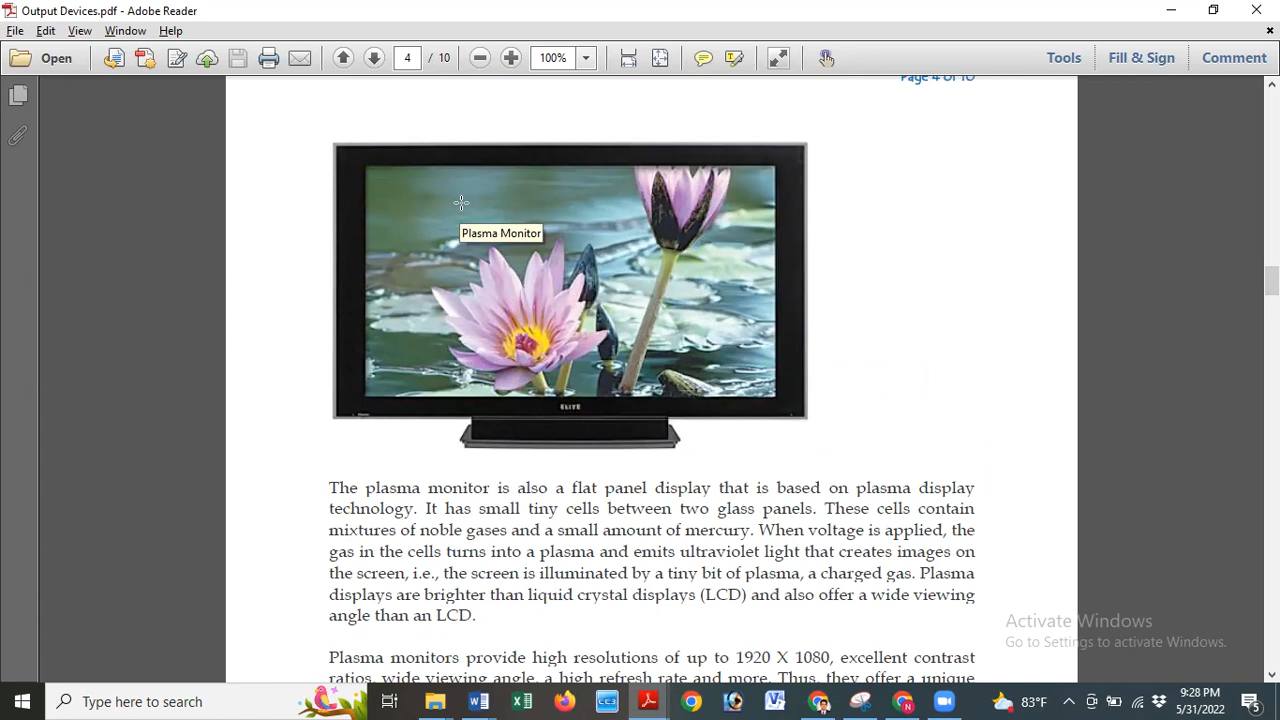 Output Devices.pdf - Adobe Reader
File Edit View Window Help
Open 4 / 10 100% Tools Fill & Sign Comment
Page 4 of 10
Plasma Monitor
ELITE
The plasma monitor is also a flat panel display that is based on plasma display
technology. It has small tiny cells between two glass panels. These cells contain
mixtures of noble gases and a small amount of mercury. When voltage is applied, the
gas in the cells turns into a plasma and emits ultraviolet light that creates images on
the screen, i.e., the screen is illuminated by a tiny bit of plasma, a charged gas. Plasma
displays are brighter than liquid crystal displays (LCD) and also offer a wide viewing
angle than an LCD.
Activate Windows
Go to Settings to activate Windows.
Plasma monitors provide high resolutions of up to 1920 X 1080, excellent contrast
ratios, wide viewing angle, a high refresh rate and more. Thus, they offer a unique
Type here to search
83°F
9:28 PM
5/31/2022
5